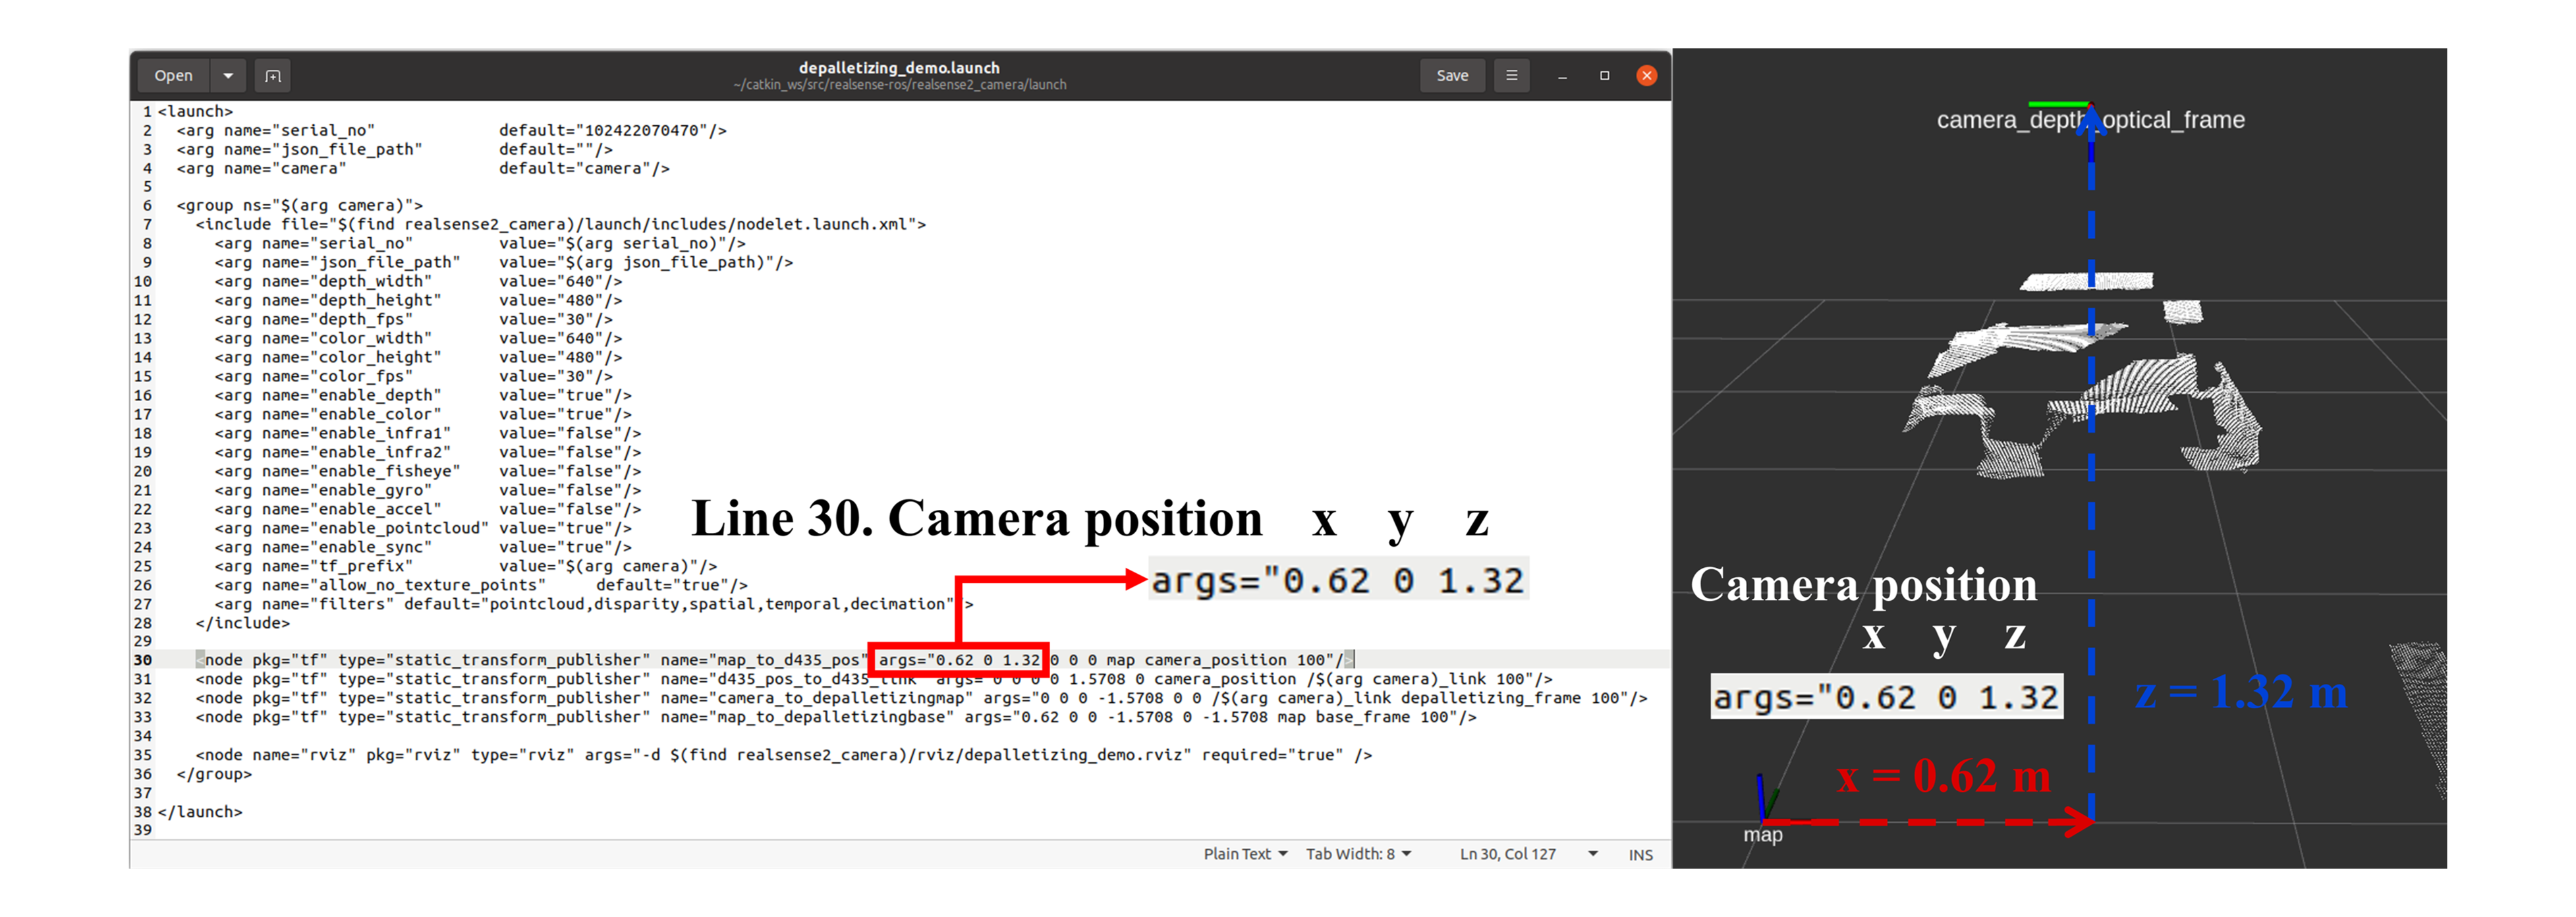 Open
depalletizing_demo.launch
~/catkin_ws/src/realsense-ros/realsense2_camera/launch
Save
1 <launch>
2 <arg name="serial_no" default="102422070470"/>
3 <arg name="json_file_path" default=""/>
4 <arg name="camera" default="camera"/>
5
6 <group ns="$(arg camera)">
7 <include file="$(find realsense2_camera)/launch/includes/nodelet.launch.xml">
8 <arg name="serial_no" value="$(arg serial_no)"/>
9 <arg name="json_file_path" value="$(arg json_file_path)"/>
10 <arg name="depth_width" value="640"/>
11 <arg name="depth_height" value="480"/>
12 <arg name="depth_fps" value="30"/>
13 <arg name="color_width" value="640"/>
14 <arg name="color_height" value="480"/>
15 <arg name="color_fps" value="30"/>
16 <arg name="enable_depth" value="true"/>
17 <arg name="enable_color" value="true"/>
18 <arg name="enable_infra1" value="false"/>
19 <arg name="enable_infra2" value="false"/>
20 <arg name="enable_fisheye" value="false"/>
21 <arg name="enable_gyro" value="false"/>
22 <arg name="enable_accel" value="false"/>
23 <arg name="enable_pointcloud" value="true"/>
24 <arg name="enable_sync" value="true"/>
25 <arg name="tf_prefix" value="$(arg camera)"/>
26 <arg name="allow_no_texture_points" default="true"/>
27 <arg name="filters" default="pointcloud,disparity,spatial,temporal,decimation"/>
28 </include>
29
30 <node pkg="tf" type="static_transform_publisher" name="map_to_d435_pos" args="0.62 0 1.32 0 0 0 map camera_position 100"/>
31 <node pkg="tf" type="static_transform_publisher" name="d435_pos_to_d435_link" args="0 0 0 0 1.5708 0 camera_position /$(arg camera)_link 100"/>
32 <node pkg="tf" type="static_transform_publisher" name="camera_to_depalletizingmap" args="0 0 0 -1.5708 0 0 /$(arg camera)_link depalletizing_frame 100"/>
33 <node pkg="tf" type="static_transform_publisher" name="map_to_depalletizingbase" args="0.62 0 0 -1.5708 0 -1.5708 map base_frame 100"/>
34
35 <node name="rviz" pkg="rviz" type="rviz" args="-d $(find realsense2_camera)/rviz/depalletizing_demo.rviz" required="true" />
36 </group>
37
38 </launch>
39
Line 30. Camera position x y z
args="0.62 0 1.32
Plain Text Tab Width: 8 Ln 30, Col 127 INS
camera_depth_optical_frame
Camera position
x y z
args="0.62 0 1.32
z = 1.32 m
x = 0.62 m
map